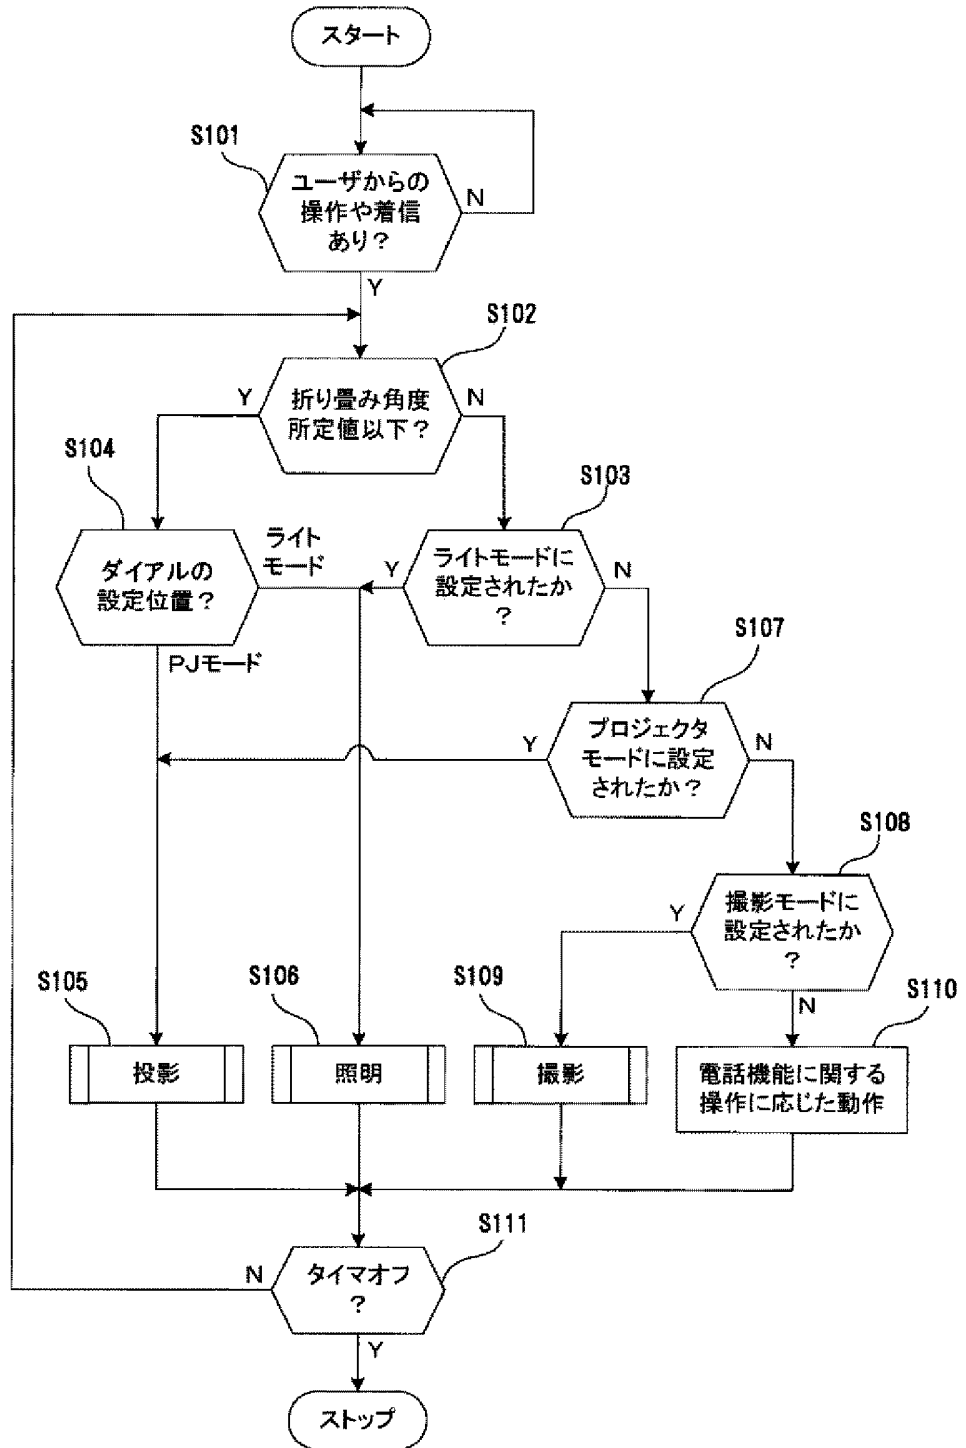 スタート
S101
ユーザからの
操作や着信
あり?
N
Y
S102
折り畳み角度
所定値以下?
Y
N
S104
ダイアルの
設定位置?
ライト
モード
PJモード
S103
ライトモードに
設定されたか
?
Y
N
S107
プロジェクタ
モードに設定
されたか?
Y
N
S108
撮影モードに
設定されたか
?
Y
N
S105
投影
S106
照明
S109
撮影
S110
電話機能に関する
操作に応じた動作
S111
タイマオフ
?
N
Y
ストップ